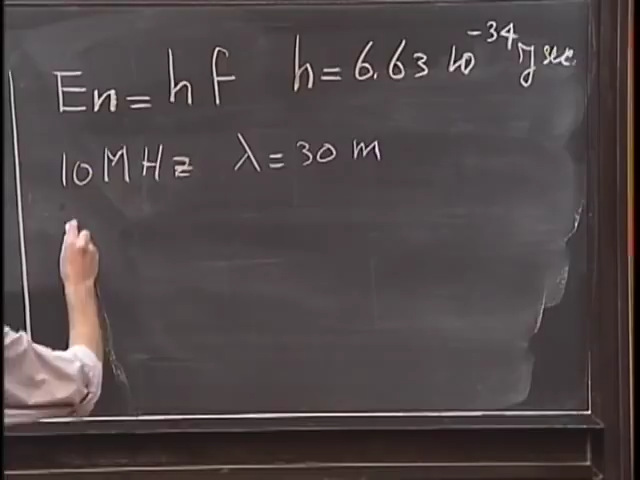 En = hf h = 6.63 10^-34 J sec.
10 MHz λ = 30 m